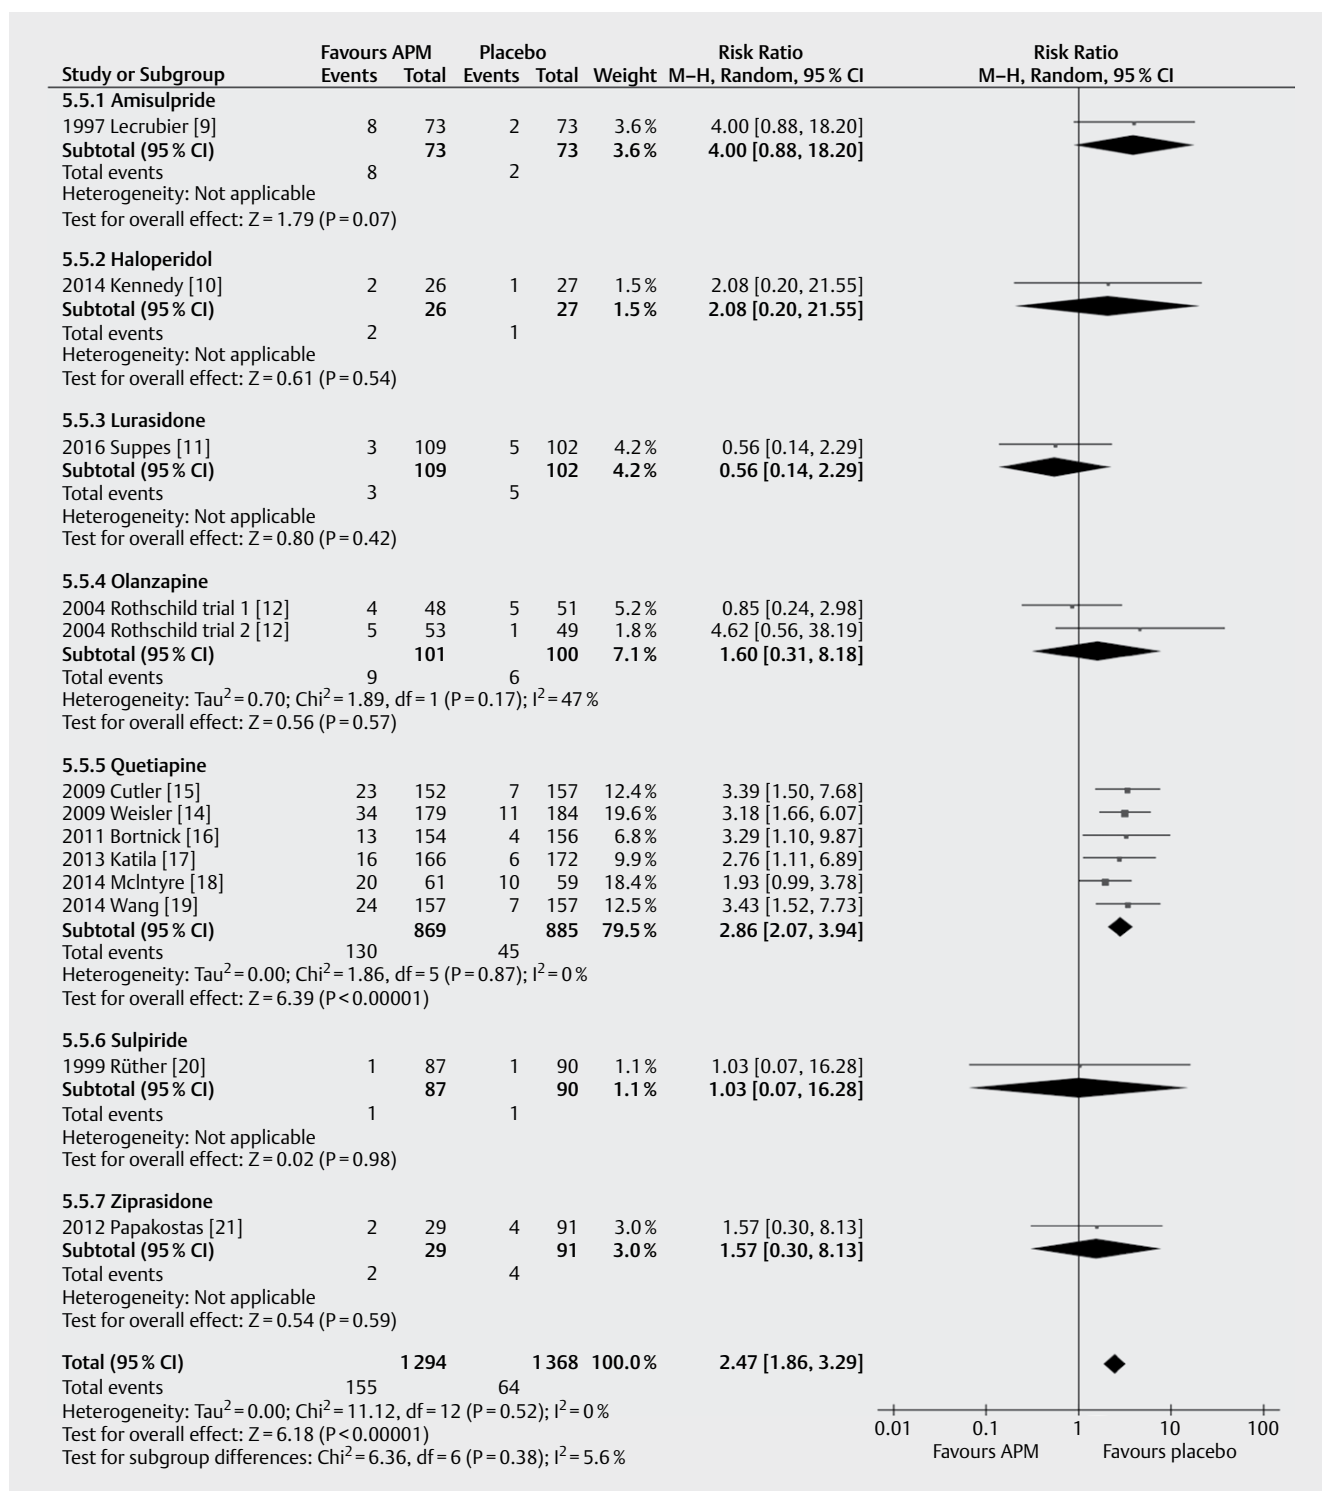 Favours APM Placebo Risk Ratio Risk Ratio
Study or Subgroup Events Total Events Total Weight M–H, Random, 95 % CI M–H, Random, 95 % CI
5.5.1 Amisulpride
1997 Lecrubier [9] 8 73 2 73 3.6 % 4.00 [0.88, 18.20]
Subtotal (95 % CI) 73 73 3.6 % 4.00 [0.88, 18.20]
Total events 8 2
Heterogeneity: Not applicable
Test for overall effect: Z = 1.79 (P = 0.07)
5.5.2 Haloperidol
2014 Kennedy [10] 2 26 1 27 1.5 % 2.08 [0.20, 21.55]
Subtotal (95 % CI) 26 27 1.5 % 2.08 [0.20, 21.55]
Total events 2 1
Heterogeneity: Not applicable
Test for overall effect: Z = 0.61 (P = 0.54)
5.5.3 Lurasidone
2016 Suppes [11] 3 109 5 102 4.2 % 0.56 [0.14, 2.29]
Subtotal (95 % CI) 109 102 4.2 % 0.56 [0.14, 2.29]
Total events 3 5
Heterogeneity: Not applicable
Test for overall effect: Z = 0.80 (P = 0.42)
5.5.4 Olanzapine
2004 Rothschild trial 1 [12] 4 48 5 51 5.2 % 0.85 [0.24, 2.98]
2004 Rothschild trial 2 [12] 5 53 1 49 1.8 % 4.62 [0.56, 38.19]
Subtotal (95 % CI) 101 100 7.1 % 1.60 [0.31, 8.18]
Total events 9 6
Heterogeneity: Tau² = 0.70; Chi² = 1.89, df = 1 (P = 0.17); I² = 47 %
Test for overall effect: Z = 0.56 (P = 0.57)
5.5.5 Quetiapine
2009 Cutler [15] 23 152 7 157 12.4 % 3.39 [1.50, 7.68]
2009 Weisler [14] 34 179 11 184 19.6 % 3.18 [1.66, 6.07]
2011 Bortnick [16] 13 154 4 156 6.8 % 3.29 [1.10, 9.87]
2013 Katila [17] 16 166 6 172 9.9 % 2.76 [1.11, 6.89]
2014 McIntyre [18] 20 61 10 59 18.4 % 1.93 [0.99, 3.78]
2014 Wang [19] 24 157 7 157 12.5 % 3.43 [1.52, 7.73]
Subtotal (95 % CI) 869 885 79.5 % 2.86 [2.07, 3.94]
Total events 130 45
Heterogeneity: Tau² = 0.00; Chi² = 1.86, df = 5 (P = 0.87); I² = 0 %
Test for overall effect: Z = 6.39 (P < 0.00001)
5.5.6 Sulpiride
1999 Rüther [20] 1 87 1 90 1.1 % 1.03 [0.07, 16.28]
Subtotal (95 % CI) 87 90 1.1 % 1.03 [0.07, 16.28]
Total events 1 1
Heterogeneity: Not applicable
Test for overall effect: Z = 0.02 (P = 0.98)
5.5.7 Ziprasidone
2012 Papakostas [21] 2 29 4 91 3.0 % 1.57 [0.30, 8.13]
Subtotal (95 % CI) 29 91 3.0 % 1.57 [0.30, 8.13]
Total events 2 4
Heterogeneity: Not applicable
Test for overall effect: Z = 0.54 (P = 0.59)
Total (95 % CI) 1 294 1 368 100.0 % 2.47 [1.86, 3.29]
Total events 155 64
Heterogeneity: Tau² = 0.00; Chi² = 11.12, df = 12 (P = 0.52); I² = 0 %
Test for overall effect: Z = 6.18 (P < 0.00001)
Test for subgroup differences: Chi² = 6.36, df = 6 (P = 0.38); I² = 5.6 %
0.01 0.1 1 10 100
Favours APM Favours placebo